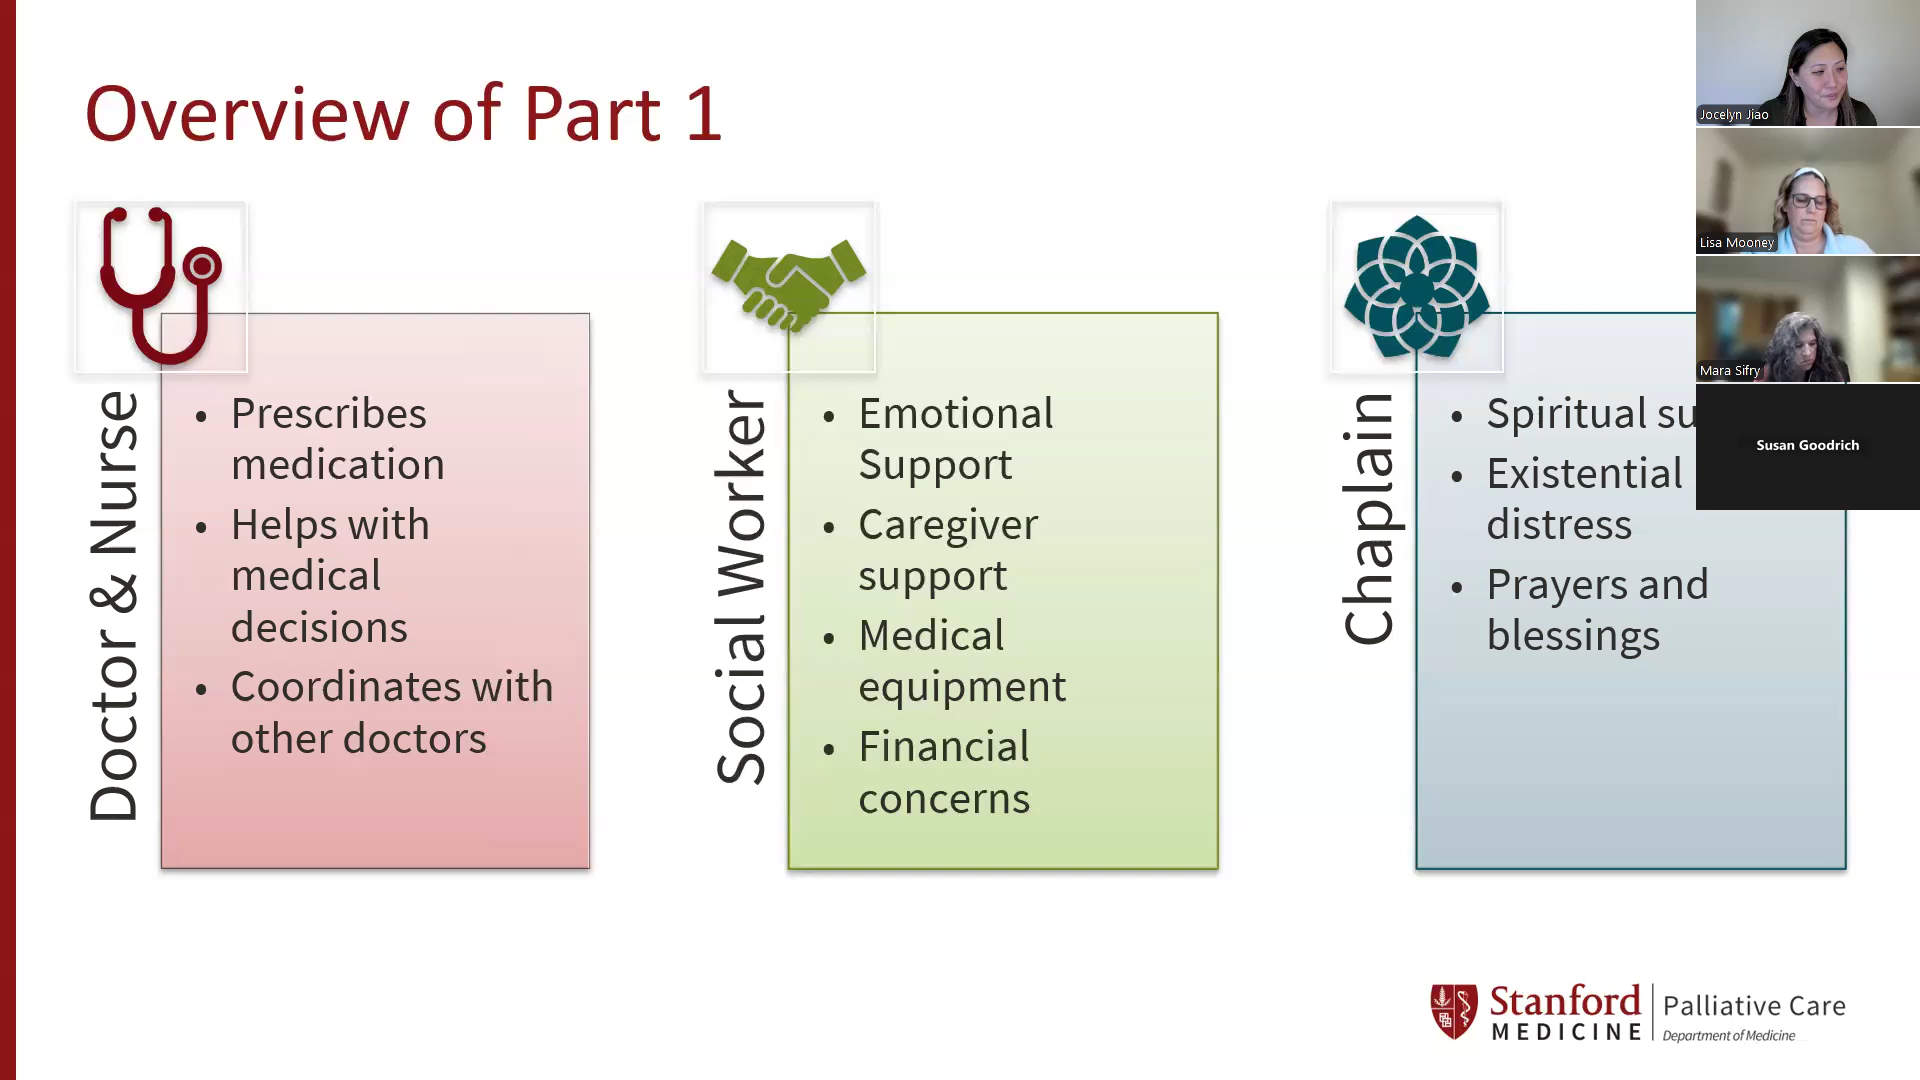 Overview of Part 1
Doctor & Nurse
• Prescribes
medication
• Helps with
medical
decisions
• Coordinates with
other doctors
Social Worker
• Emotional
Support
• Caregiver
support
• Medical
equipment
• Financial
concerns
Chaplain
• Spiritual su
• Existential
distress
• Prayers and
blessings
Jocelyn Jiao
Lisa Mooney
Mara Sifry
Susan Goodrich
Stanford
MEDICINE
Palliative Care
Department of Medicine